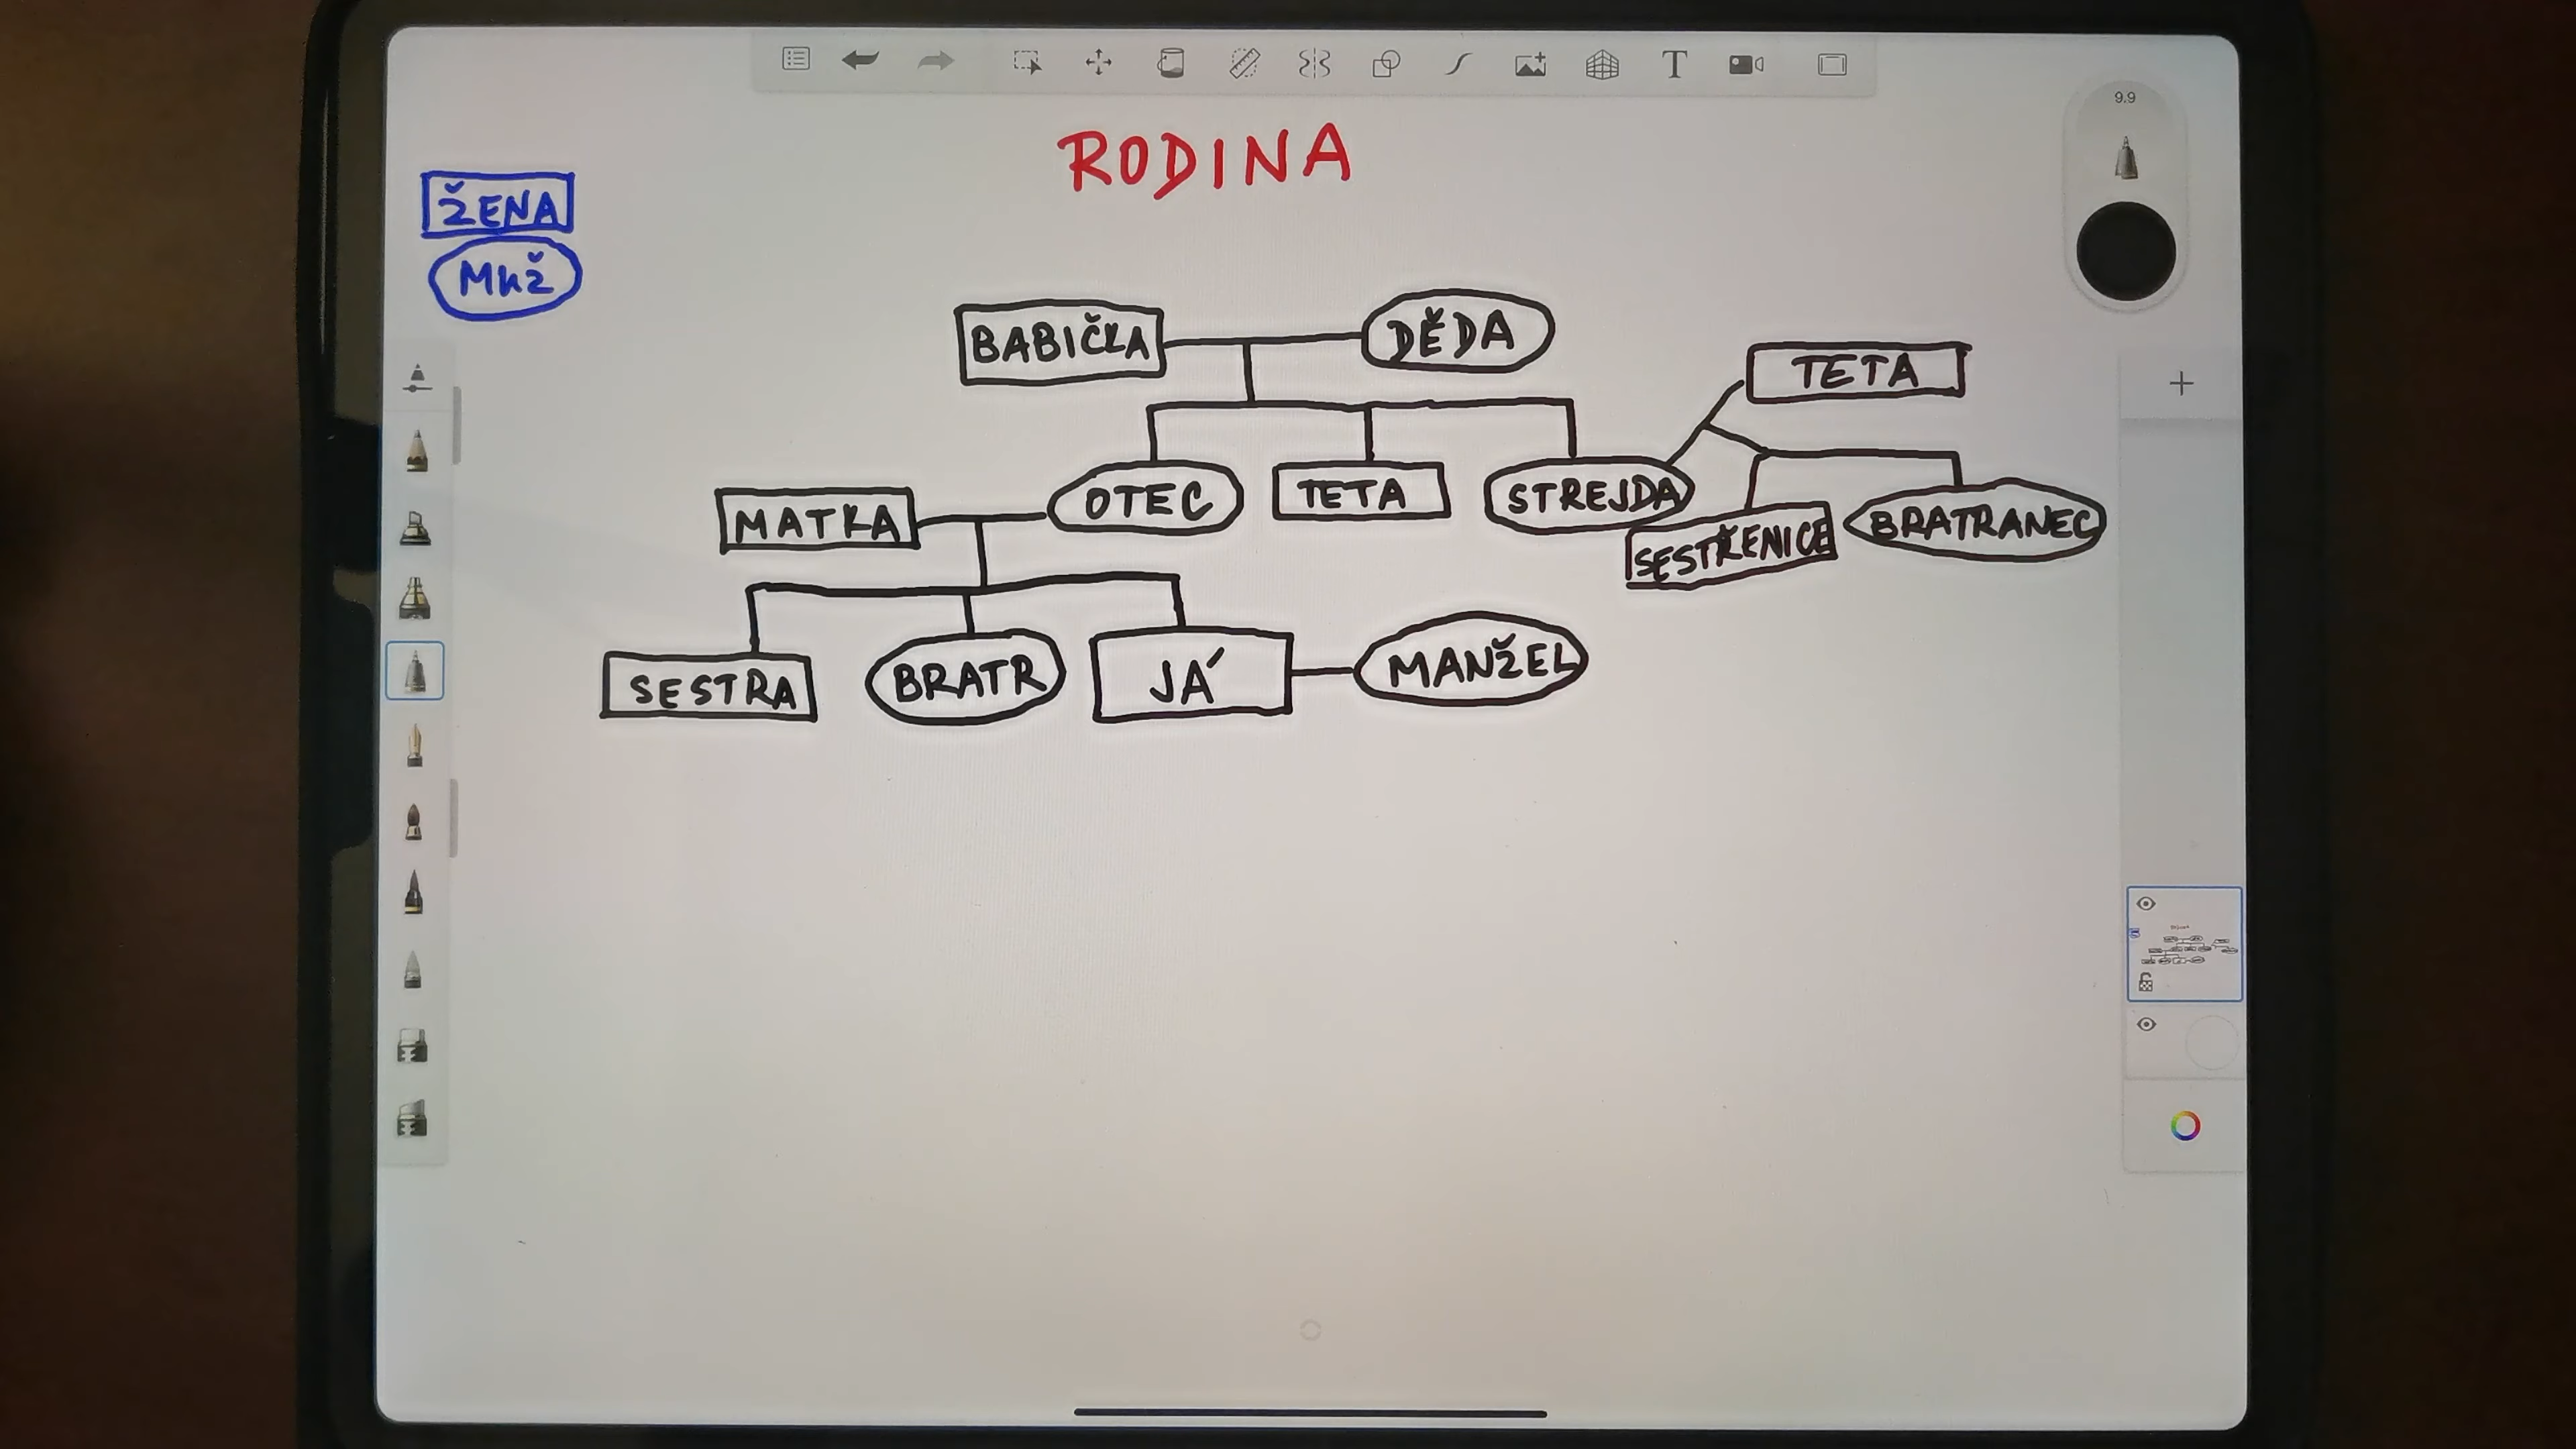 9.9
RODINA
ŽENA
Muž
BABIČKA
DĚDA
TETA
MATKA
OTEC
TETA
STREJDA
SESTŘENICE
BRATRANEC
SESTRA
BRATR
JÁ
MANŽEL